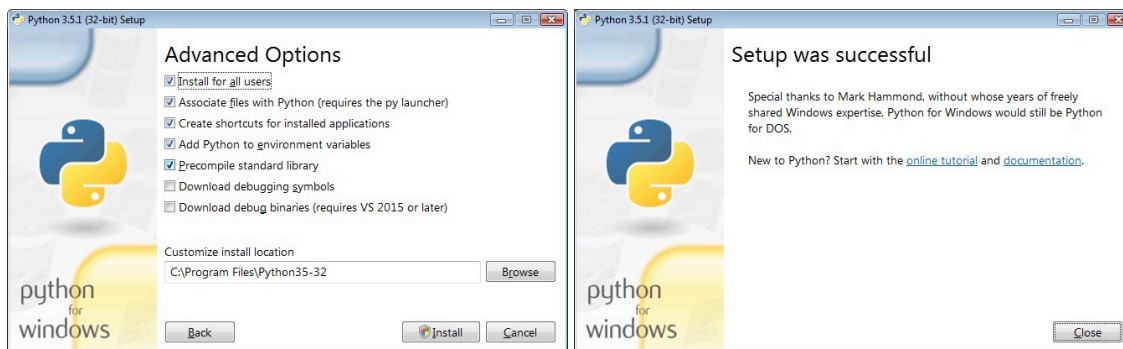 Python 3.5.1 (32-bit) Setup
Advanced Options
Install for all users
Associate files with Python (requires the py launcher)
Create shortcuts for installed applications
Add Python to environment variables
Precompile standard library
Download debugging symbols
Download debug binaries (requires VS 2015 or later)
Customize install location
C:\Program Files\Python35-32
Browse
python
for
windows
Back
Install
Cancel
Python 3.5.1 (32-bit) Setup
Setup was successful
Special thanks to Mark Hammond, without whose years of freely
shared Windows expertise, Python for Windows would still be Python
for DOS.
New to Python? Start with the online tutorial and documentation.
python
for
windows
Close